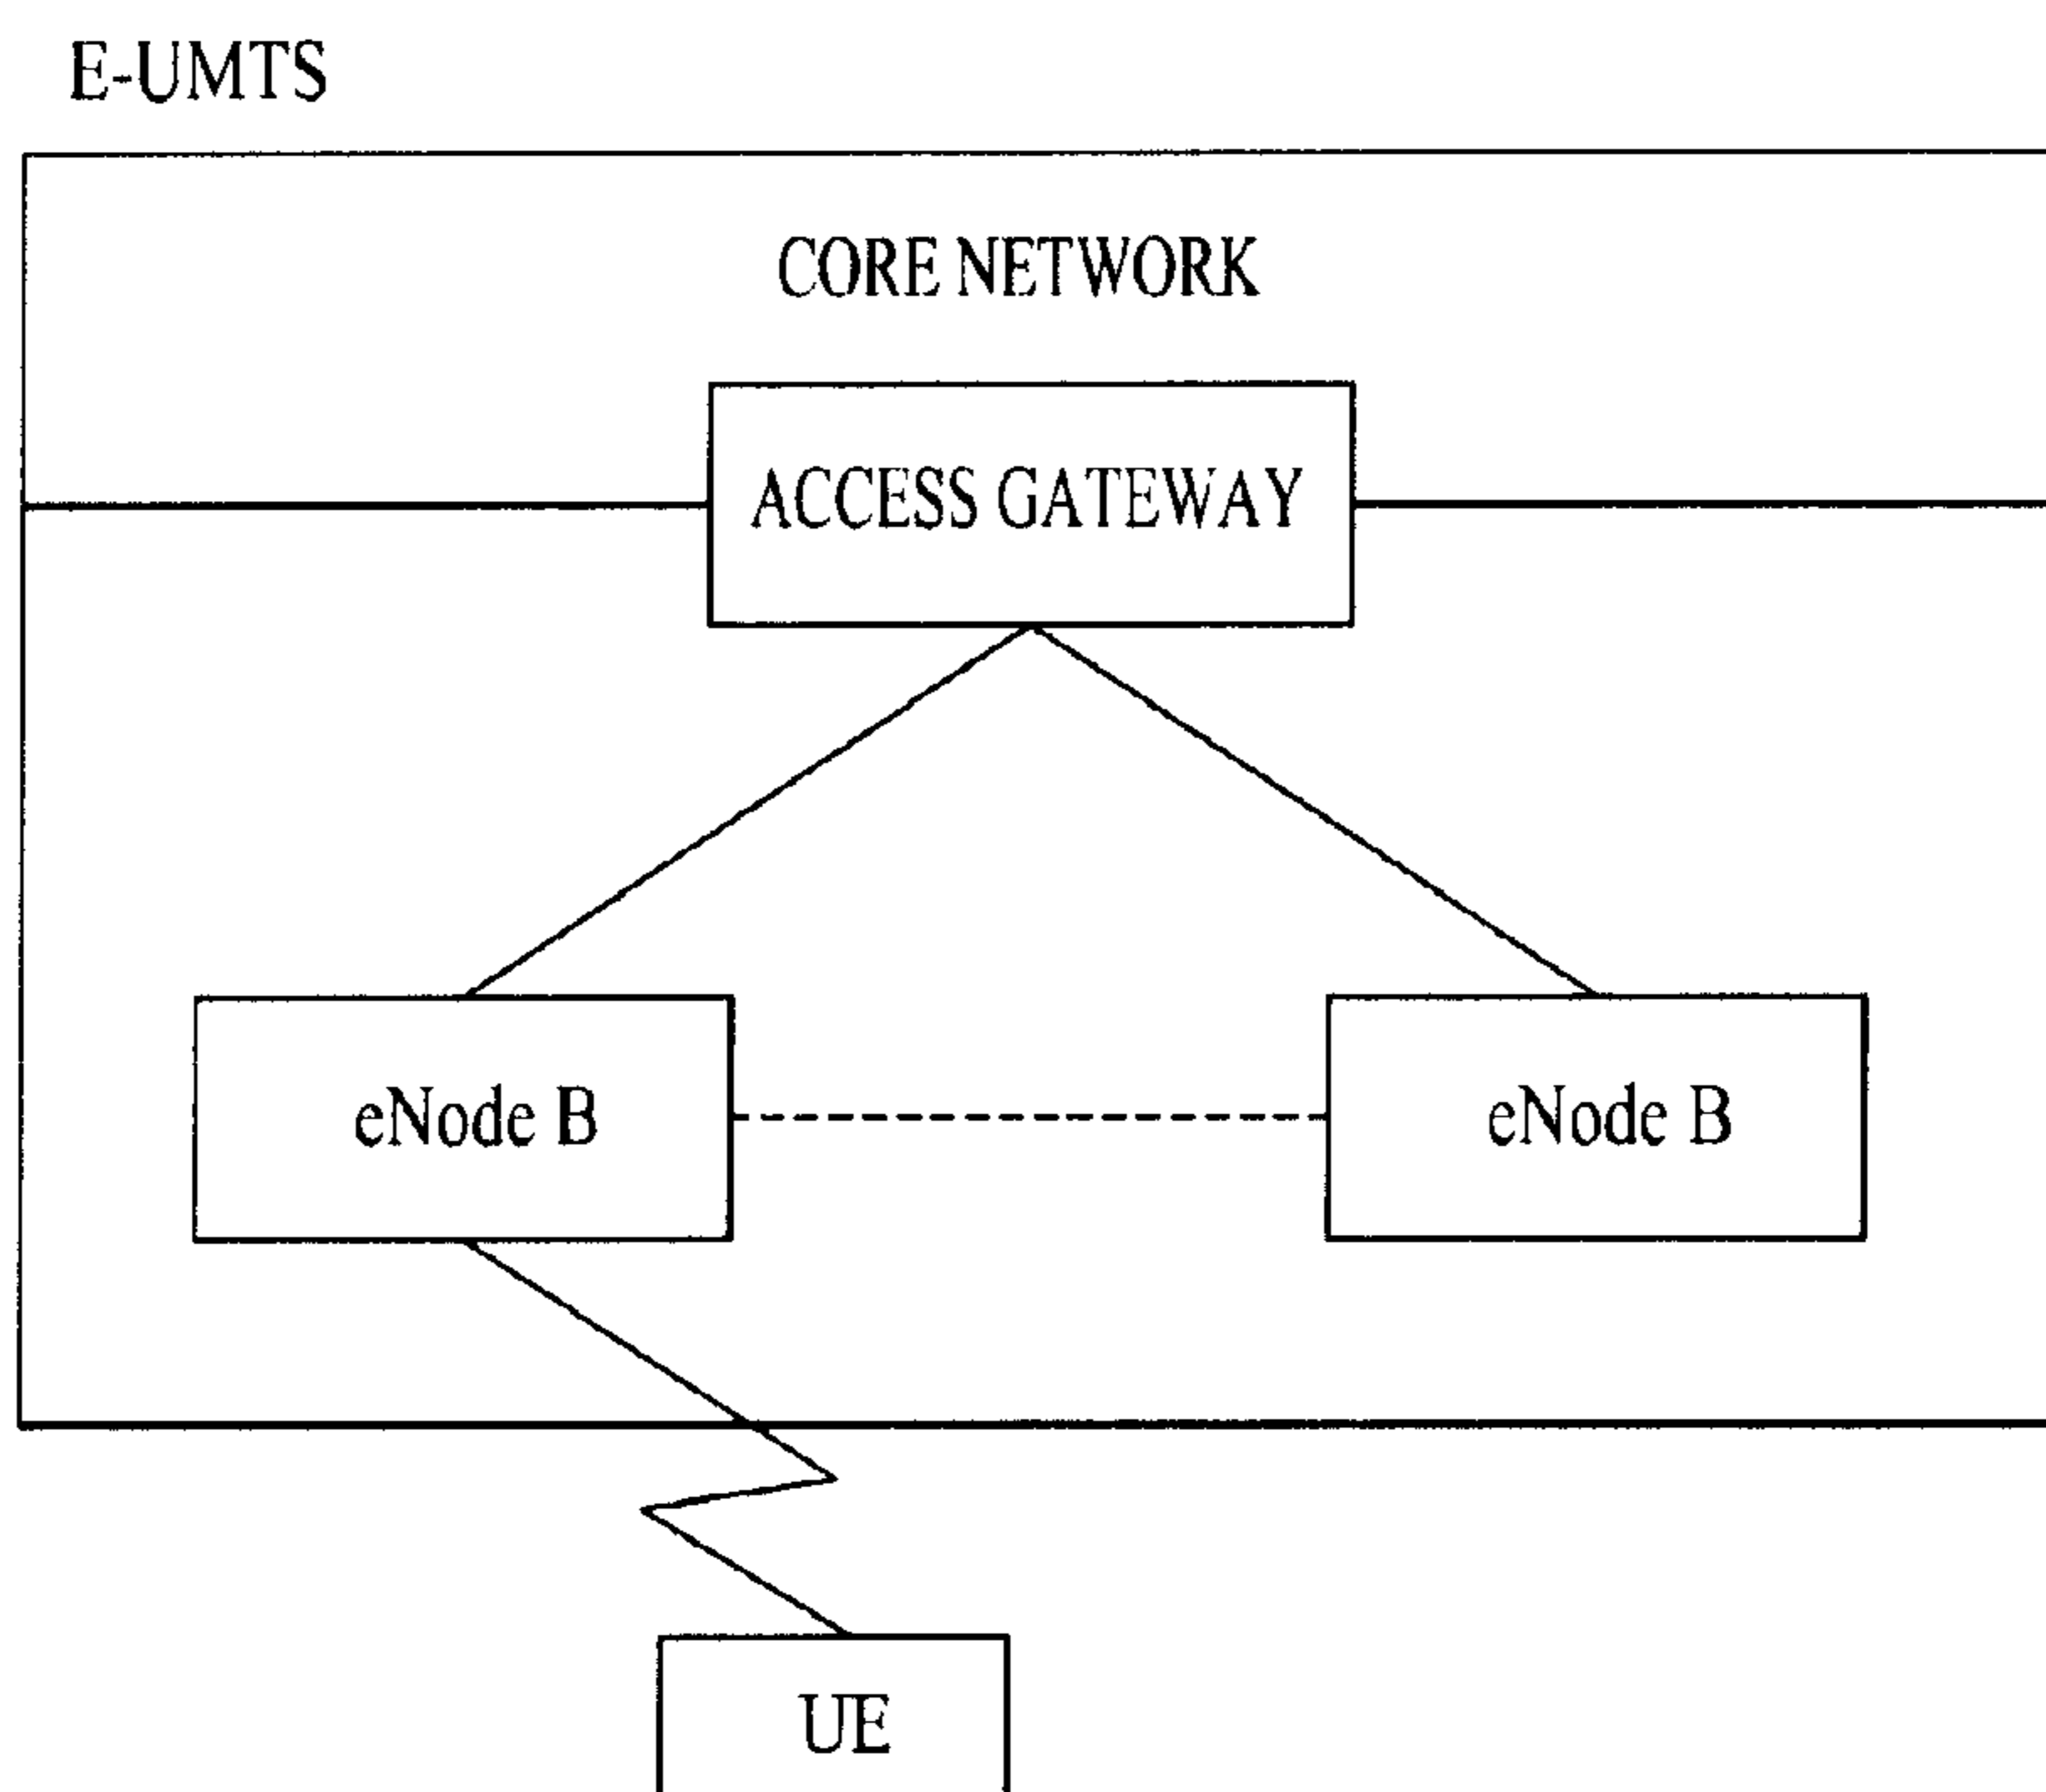 E-UMTS
CORE NETWORK
ACCESS GATEWAY
eNode B
eNode B
UE